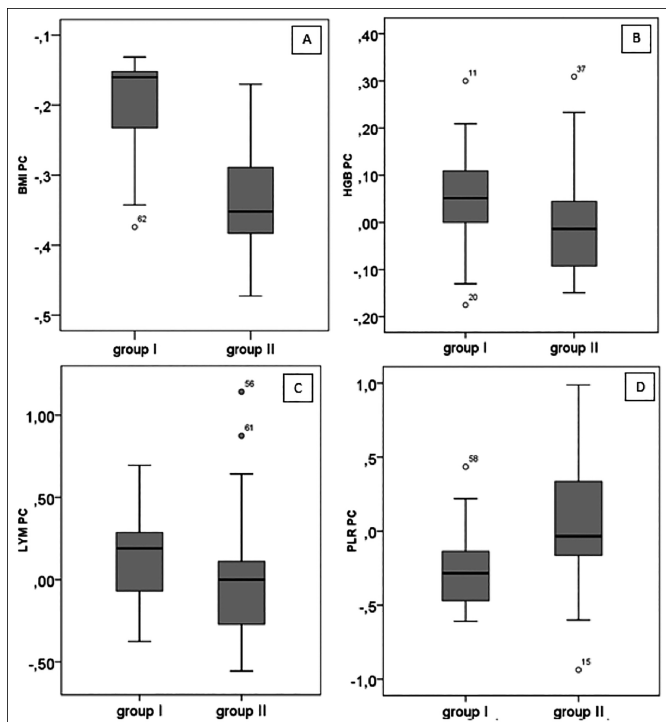 A
-,1
-,2
-,3
-,4
-,5
BMI PC
62
group I
group II
B
,40
,30
,20
,10
,00
-,10
-,20
HGB PC
11
37
20
group I
group II
C
1,00
,50
,00
-,50
LYM PC
56
61
group I
group II
D
1,0
,5
,0
-,5
-1,0
PLR PC
58
15
group I
group II